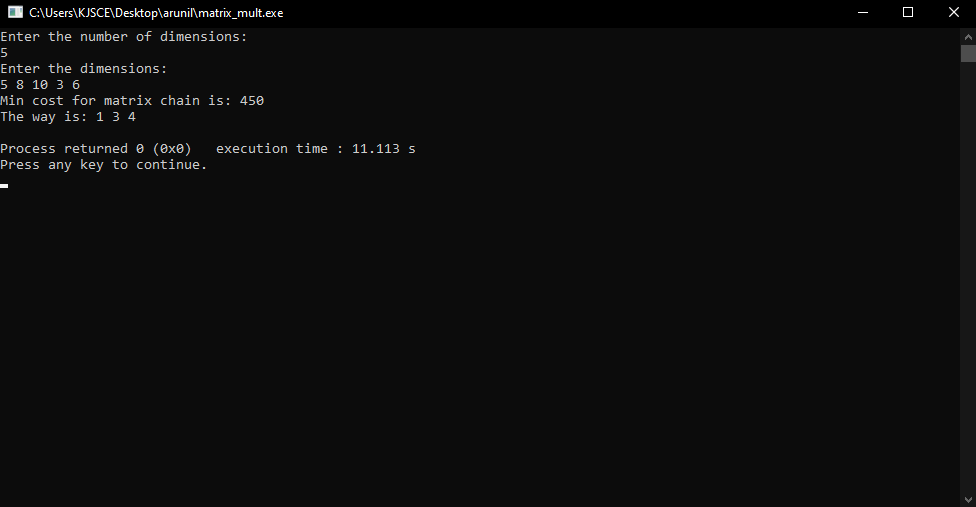 C:\Users\KJSCE\Desktop\arunil\matrix_mult.exe
Enter the number of dimensions:
5
Enter the dimensions:
5 8 10 3 6
Min cost for matrix chain is: 450
The way is: 1 3 4
Process returned 0 (0x0)   execution time : 11.113 s
Press any key to continue.